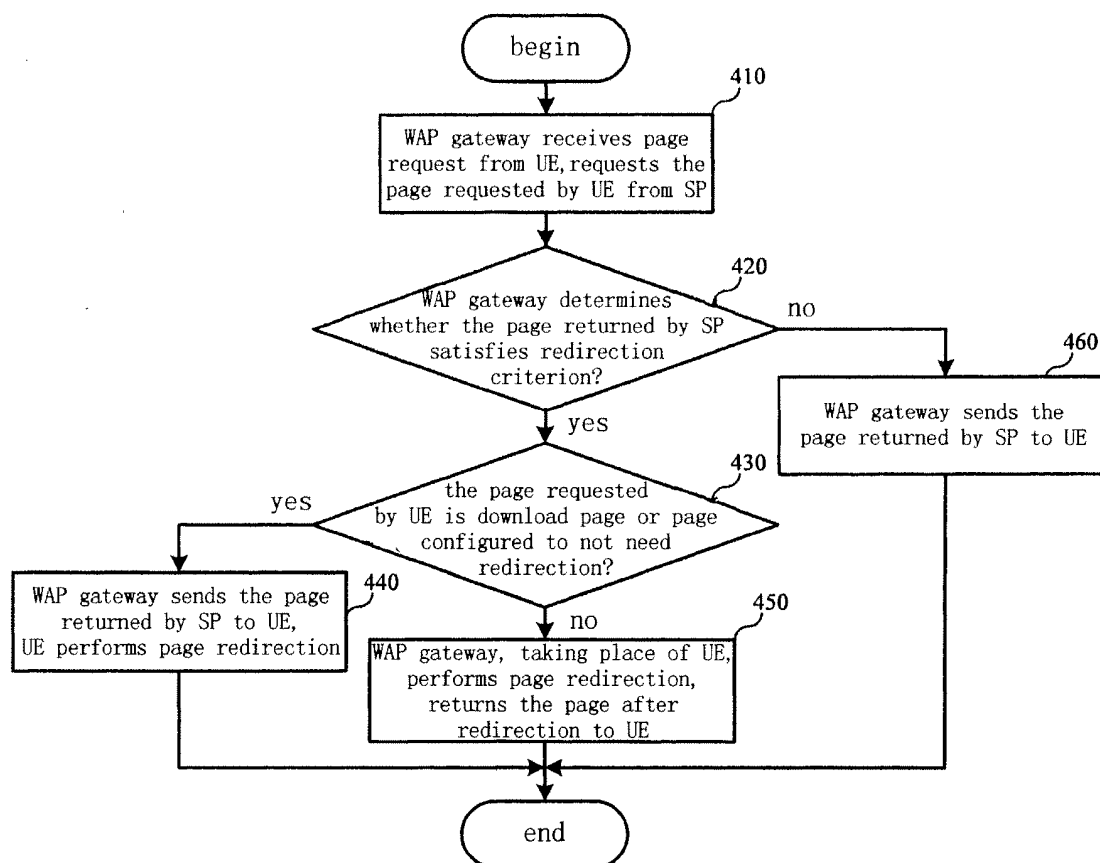 begin
410
WAP gateway receives page
request from UE, requests the
page requested by UE from SP
420
WAP gateway determines
whether the page returned by SP
satisfies redirection
criterion?
no
460
WAP gateway sends the
page returned by SP to UE
yes
430
the page requested
by UE is download page or page
configured to not need
redirection?
yes
440
WAP gateway sends the page
returned by SP to UE,
UE performs page redirection
no
450
WAP gateway, taking place of UE,
performs page redirection,
returns the page after
redirection to UE
end